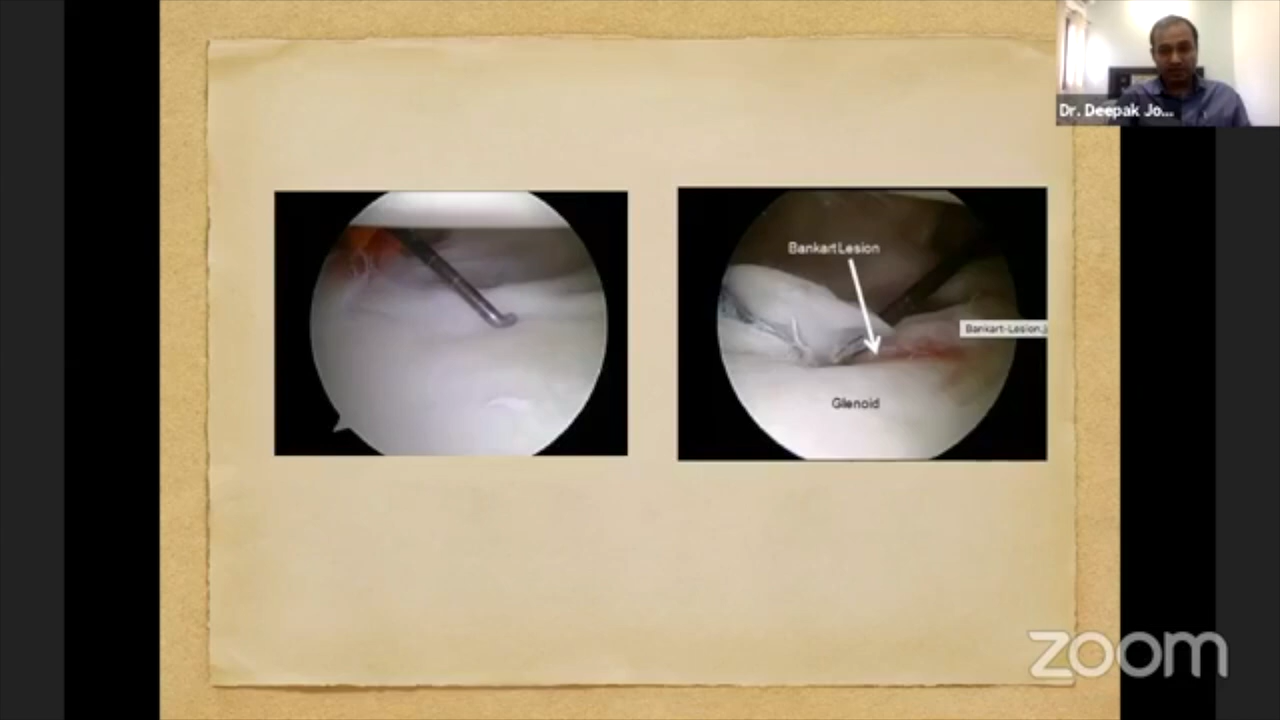 Dr. Deepak Jo...
Bankart Lesion
Bankart-Lesion.j
Glenoid
zoom